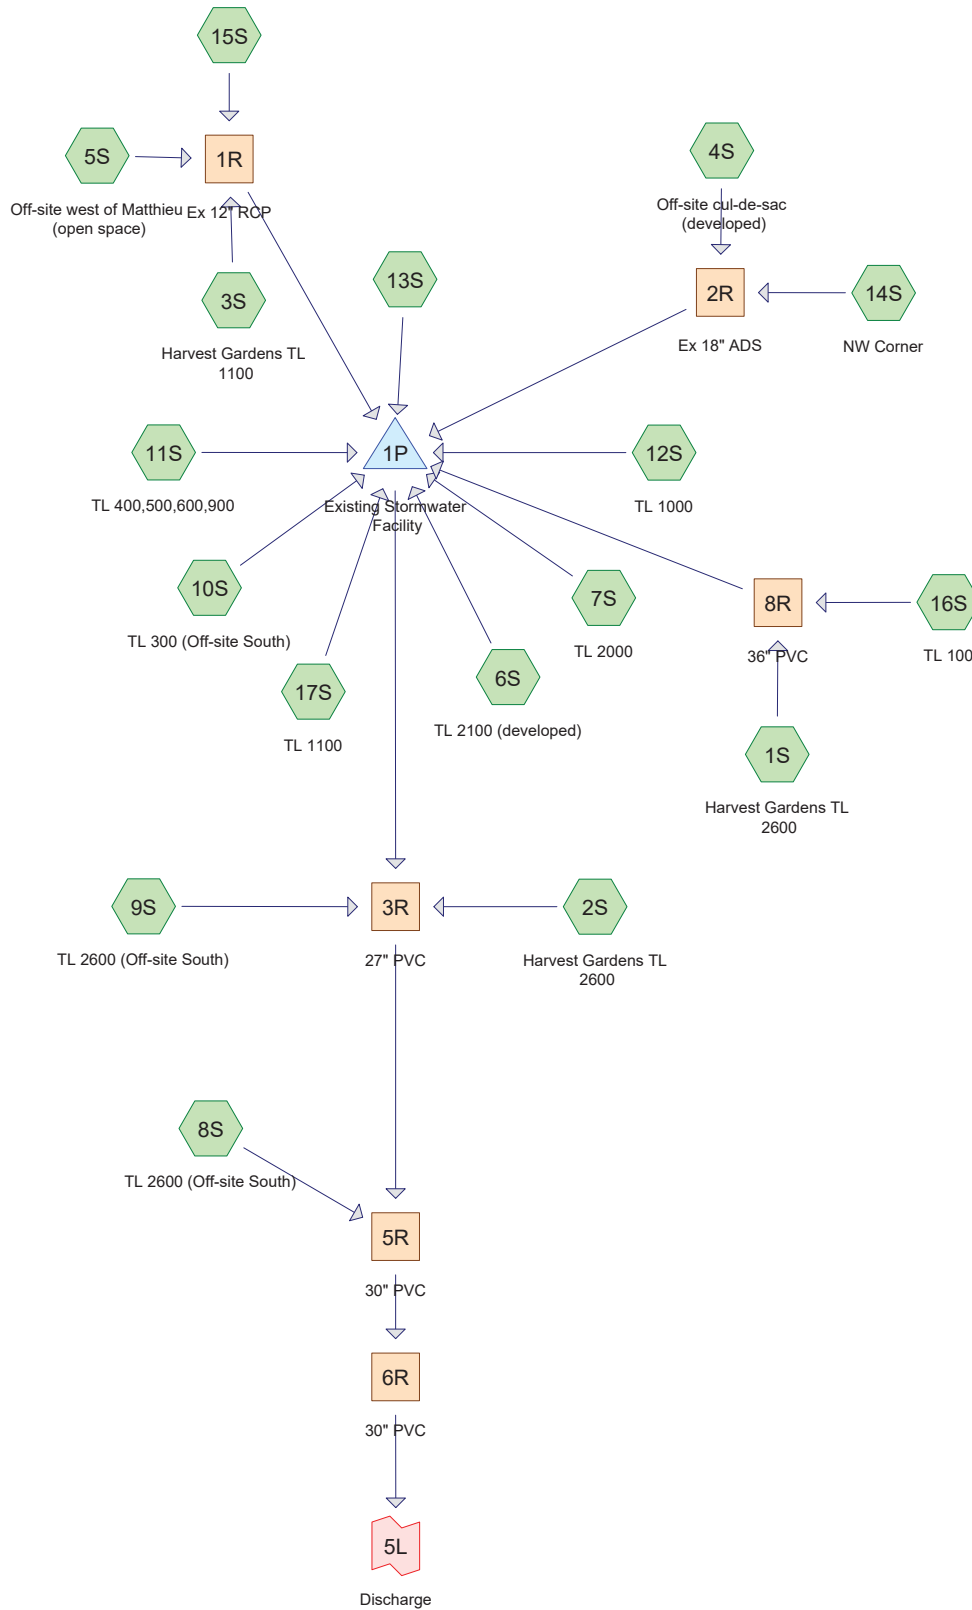 15S
5S
1R
4S
Off-site west of Matthieu
(open space)
Ex 12" RCP
Off-site cul-de-sac
(developed)
3S
13S
2R
14S
Harvest Gardens TL
1100
Ex 18" ADS
NW Corner
11S
1P
12S
TL 400,500,600,900
Existing Stormwater
Facility
TL 1000
10S
7S
8R
16S
TL 300 (Off-site South)
TL 2000
36" PVC
TL 100
17S
6S
TL 1100
TL 2100 (developed)
1S
Harvest Gardens TL
2600
9S
3R
2S
TL 2600 (Off-site South)
27" PVC
Harvest Gardens TL
2600
8S
TL 2600 (Off-site South)
5R
30" PVC
6R
30" PVC
5L
Discharge